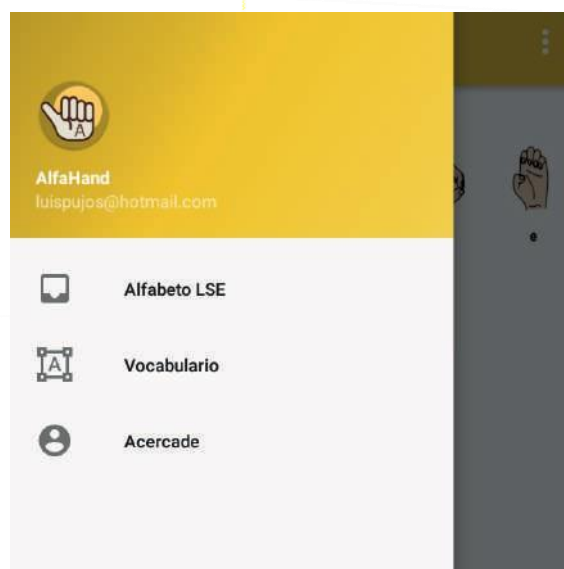 A
AlfaHand
luispujos@hotmail.com
Alfabeto LSE
A
Vocabulario
Acercade
e